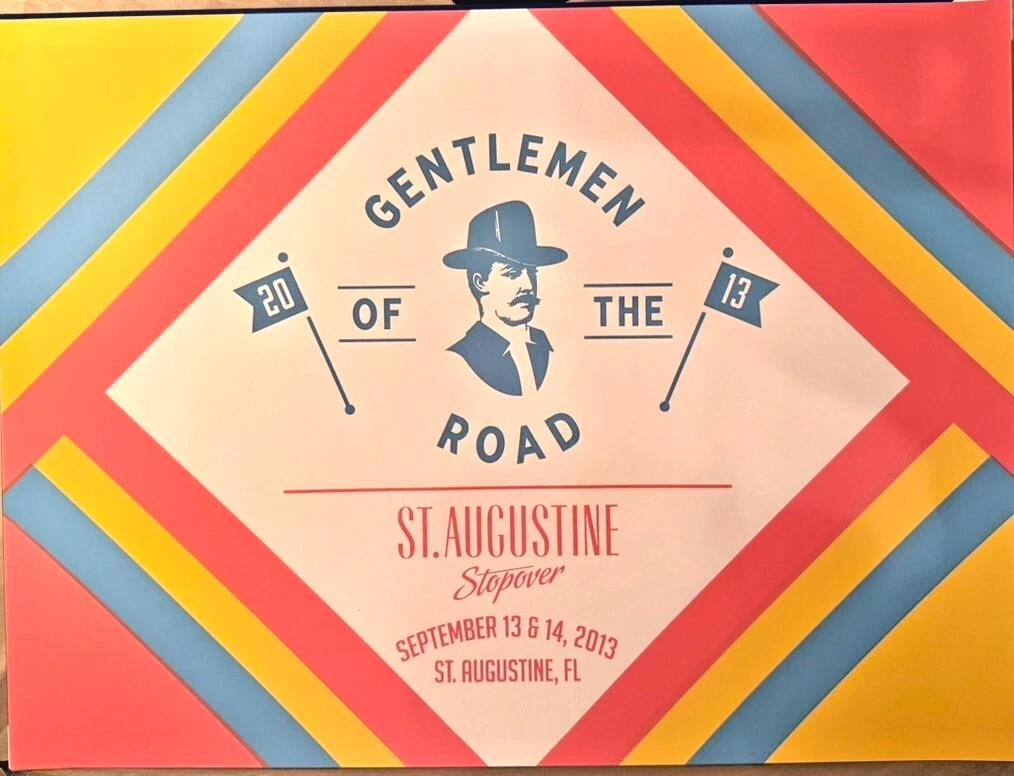 GENTLEMEN
20 OF THE 13
ROAD
ST. AUGUSTINE
Stopover
SEPTEMBER 13 & 14, 2013
ST. AUGUSTINE, FL